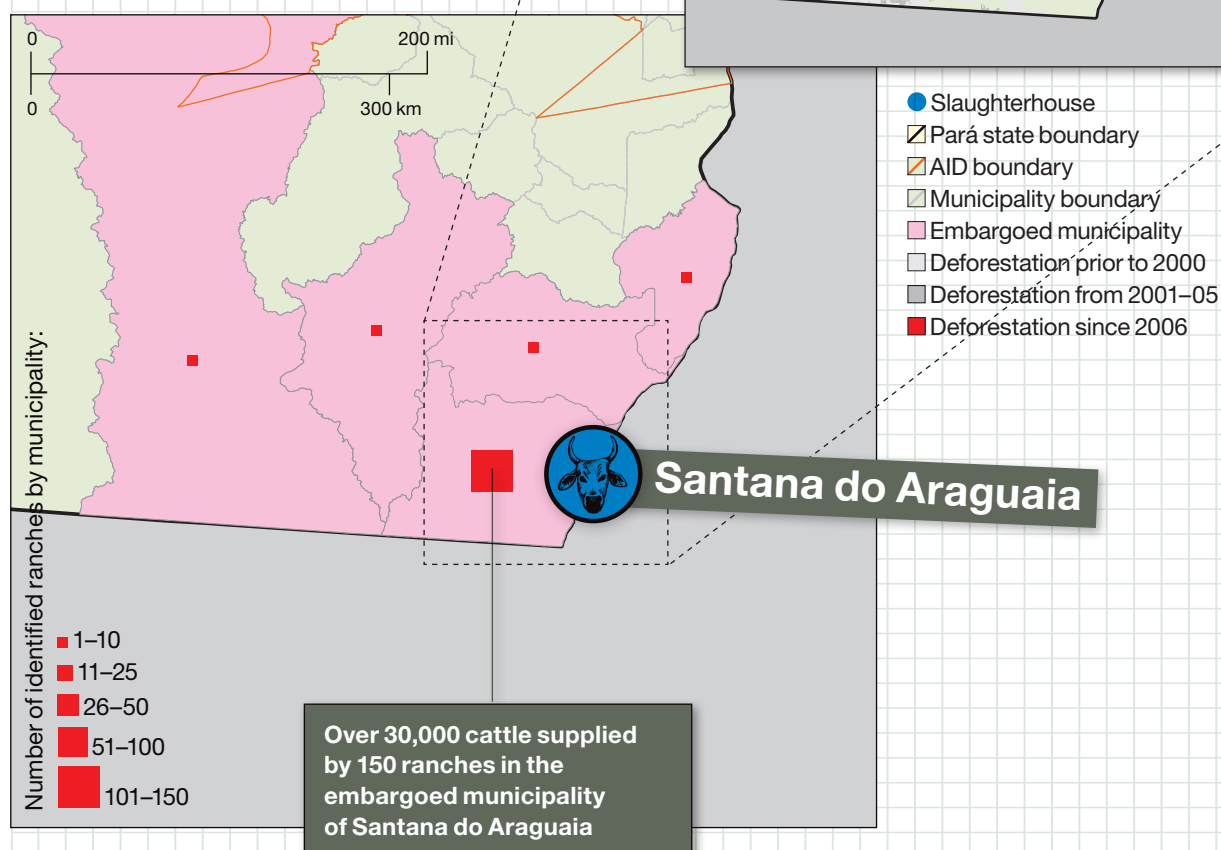 0
200 mi
0
300 km
Slaughterhouse
Pará state boundary
AID boundary
Municipality boundary
Embargoed municipality
Deforestation prior to 2000
Deforestation from 2001–05
Deforestation since 2006
Santana do Araguaia
Number of identified ranches by municipality:
1–10
11–25
26–50
51–100
101–150
Over 30,000 cattle supplied
by 150 ranches in the
embargoed municipality
of Santana do Araguaia